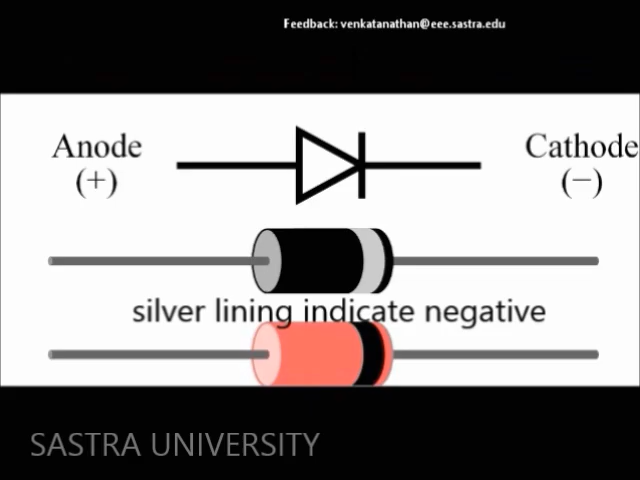 Feedback: venkatanathan@eee.sastra.edu
Anode
(+)
Cathode
(−)
silver lining indicate negative
SASTRA UNIVERSITY